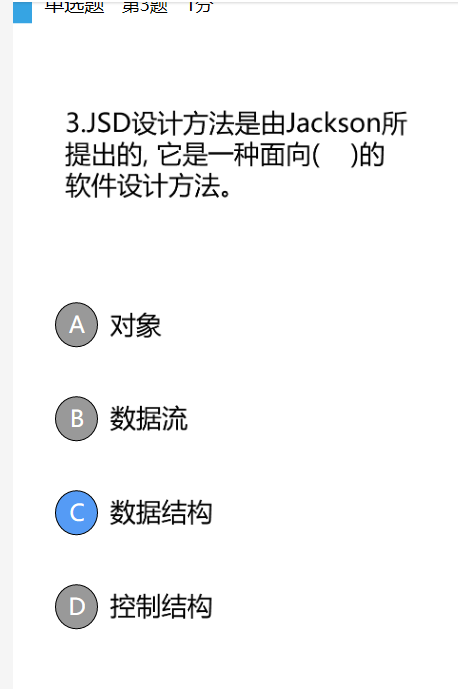 单选题 第3题 1分
3.JSD设计方法是由Jackson所
提出的, 它是一种面向( )的
软件设计方法。
A 对象
B 数据流
C 数据结构
D 控制结构